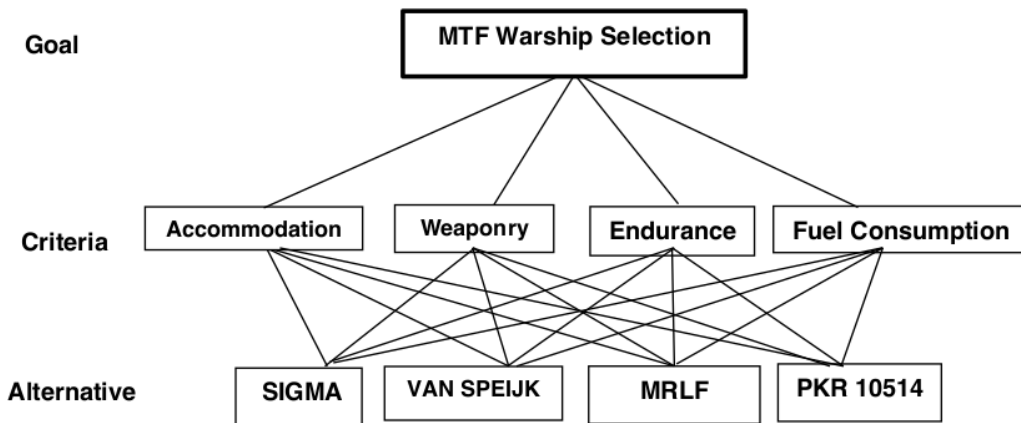 Goal
MTF Warship Selection
Criteria
Accommodation
Weaponry
Endurance
Fuel Consumption
Alternative
SIGMA
VAN SPEIJK
MRLF
PKR 10514